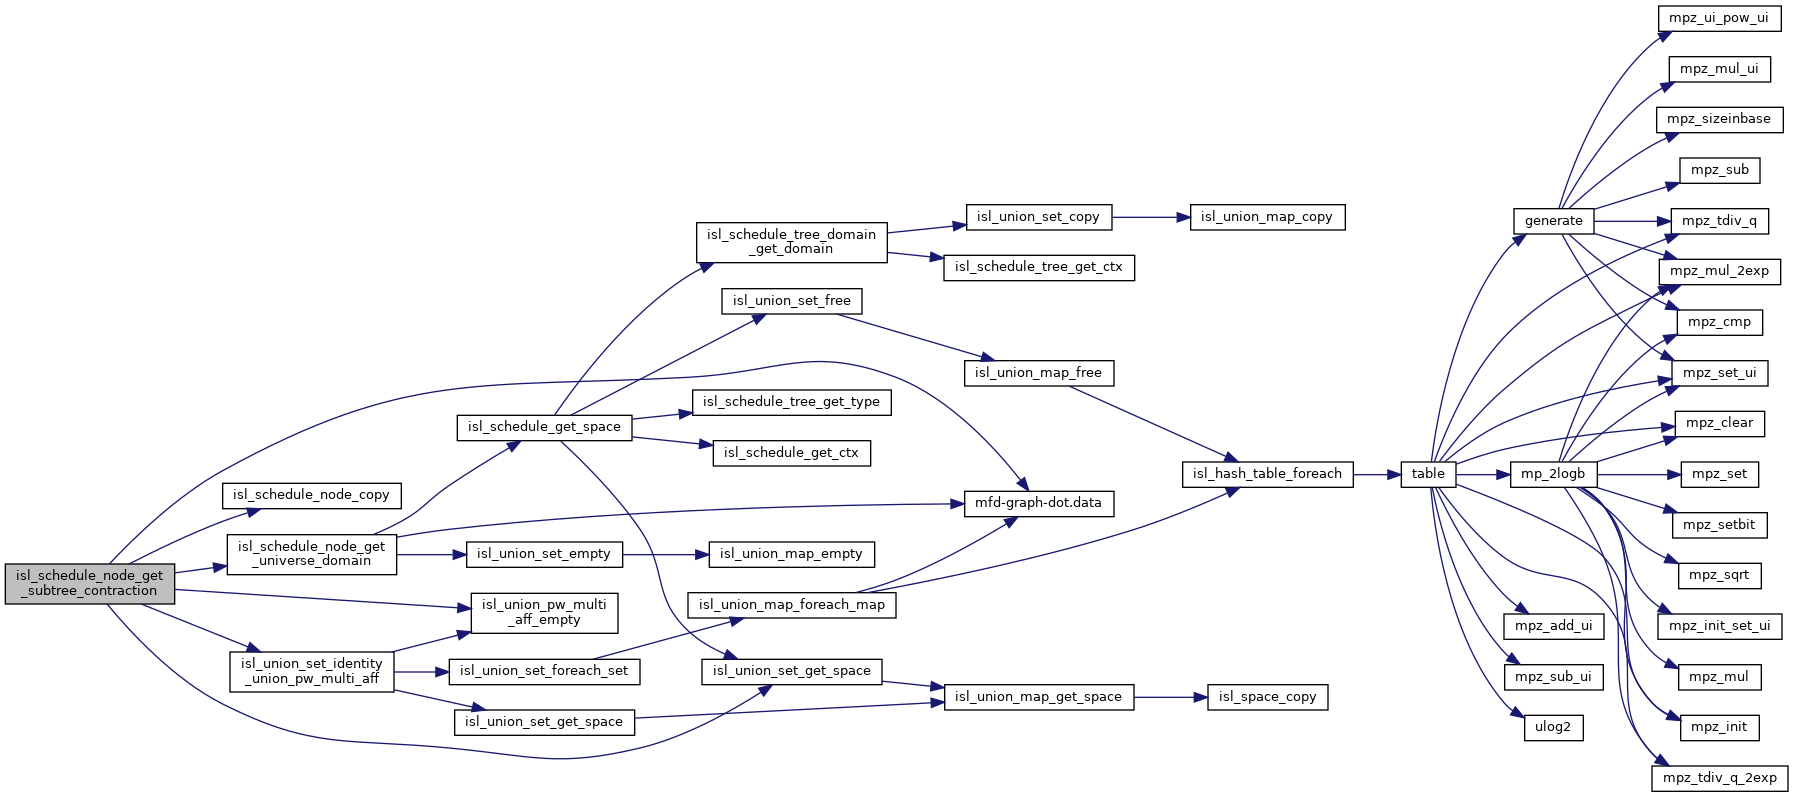 isl_schedule_node_get
_subtree_contraction
isl_schedule_node_copy
isl_schedule_node_get
_universe_domain
isl_union_set_identity
_union_pw_multi_aff
isl_schedule_get_space
isl_union_set_empty
isl_union_pw_multi
_aff_empty
isl_union_set_foreach_set
isl_union_set_get_space
isl_schedule_tree_domain
_get_domain
isl_union_set_free
isl_schedule_tree_get_type
isl_schedule_get_ctx
isl_union_map_empty
isl_union_map_foreach_map
isl_union_set_get_space
isl_union_set_copy
isl_schedule_tree_get_ctx
isl_union_map_free
mfd-graph-dot.data
isl_union_map_get_space
isl_union_map_copy
isl_hash_table_foreach
isl_space_copy
table
generate
mp_2logb
mpz_add_ui
mpz_sub_ui
ulog2
mpz_ui_pow_ui
mpz_mul_ui
mpz_sizeinbase
mpz_sub
mpz_tdiv_q
mpz_mul_2exp
mpz_cmp
mpz_set_ui
mpz_clear
mpz_set
mpz_setbit
mpz_sqrt
mpz_init_set_ui
mpz_mul
mpz_init
mpz_tdiv_q_2exp